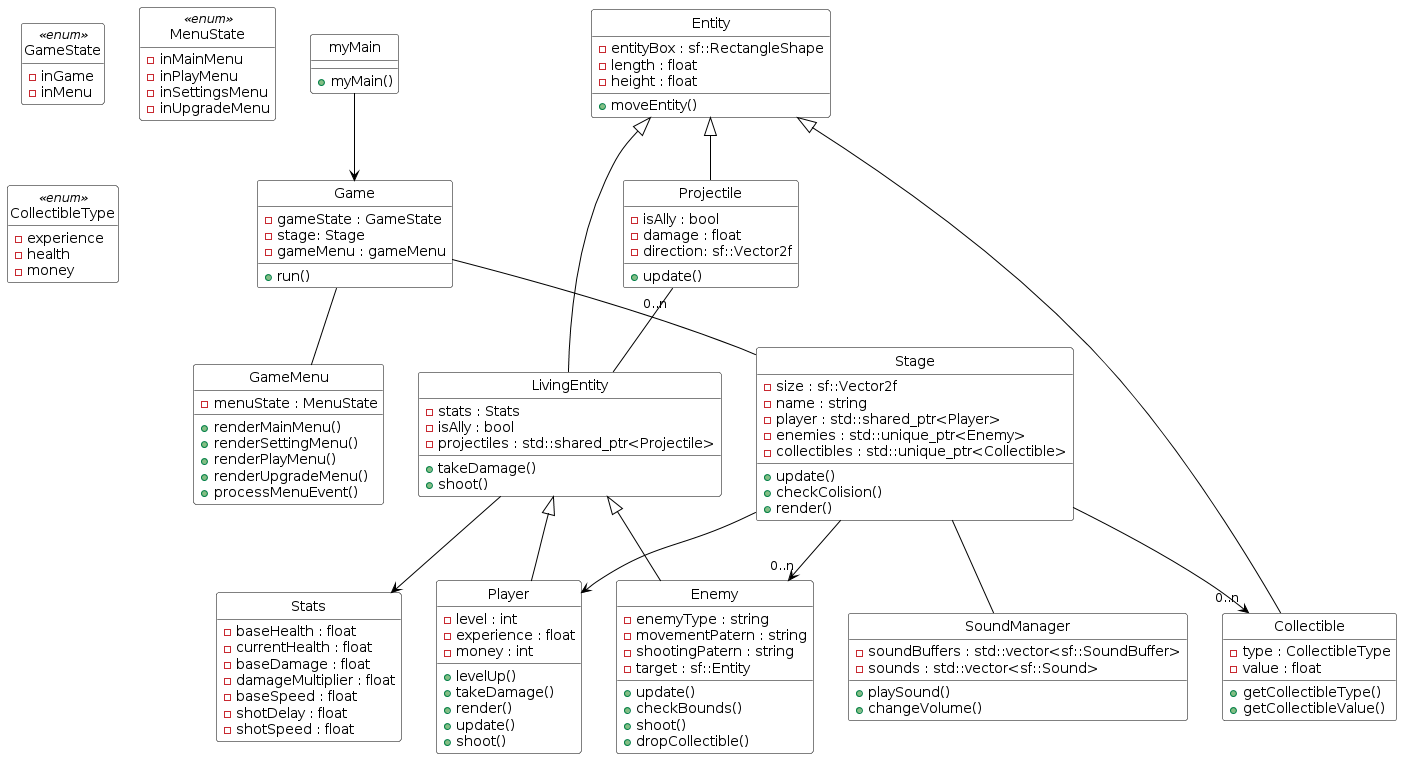 «enum»
GameState
inGame
inMenu
«enum»
MenuState
inMainMenu
inPlayMenu
inSettingsMenu
inUpgradeMenu
myMain
myMain()
Entity
entityBox : sf::RectangleShape
length : float
height : float
moveEntity()
«enum»
CollectibleType
experience
health
money
Game
gameState : GameState
stage: Stage
gameMenu : gameMenu
run()
Projectile
isAlly : bool
damage : float
direction: sf::Vector2f
update()
0..n
GameMenu
menuState : MenuState
renderMainMenu()
renderSettingMenu()
renderPlayMenu()
renderUpgradeMenu()
processMenuEvent()
LivingEntity
stats : Stats
isAlly : bool
projectiles : std::shared_ptr<Projectile>
takeDamage()
shoot()
Stage
size : sf::Vector2f
name : string
player : std::shared_ptr<Player>
enemies : std::unique_ptr<Enemy>
collectibles : std::unique_ptr<Collectible>
update()
checkColision()
render()
0..n
0..n
Stats
baseHealth : float
currentHealth : float
baseDamage : float
damageMultiplier : float
baseSpeed : float
shotDelay : float
shotSpeed : float
Player
level : int
experience : float
money : int
levelUp()
takeDamage()
render()
update()
shoot()
Enemy
enemyType : string
movementPatern : string
shootingPatern : string
target : sf::Entity
update()
checkBounds()
shoot()
dropCollectible()
SoundManager
soundBuffers : std::vector<sf::SoundBuffer>
sounds : std::vector<sf::Sound>
playSound()
changeVolume()
Collectible
type : CollectibleType
value : float
getCollectibleType()
getCollectibleValue()